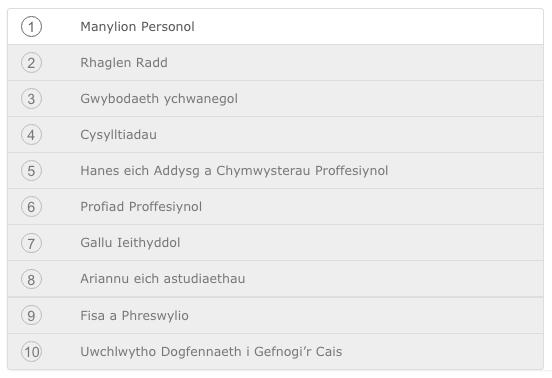 1 Manylion Personol
2 Rhaglen Radd
3 Gwybodaeth ychwanegol
4 Cysylltiadau
5 Hanes eich Addysg a Chymwysterau Proffesiynol
6 Profiad Proffesiynol
7 Gallu Ieithyddol
8 Ariannu eich astudiaethau
9 Fisa a Phreswylio
10 Uwchlwytho Dogfennaeth i Gefnogi’r Cais